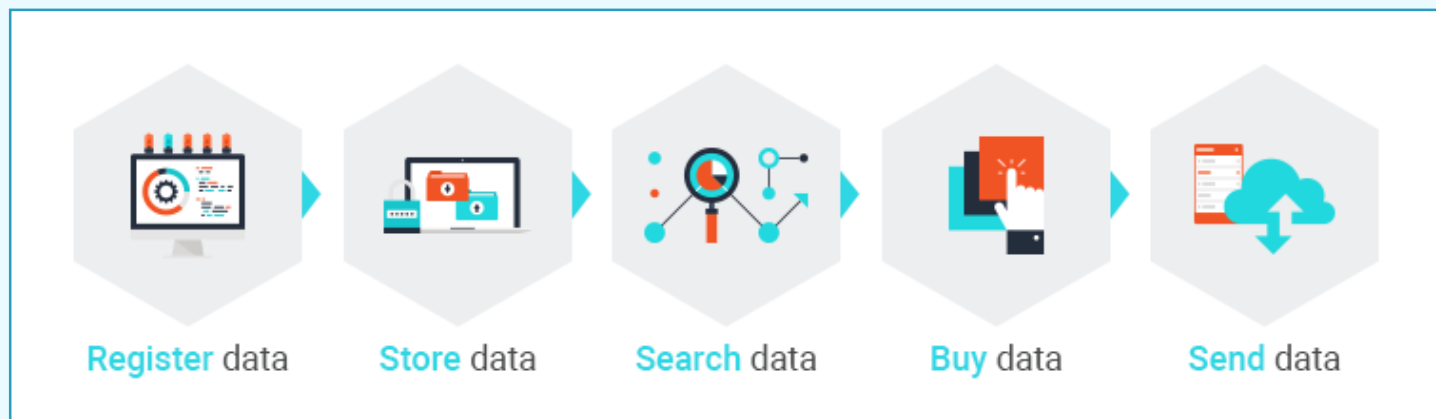 Register data
Store data
Search data
Buy data
Send data